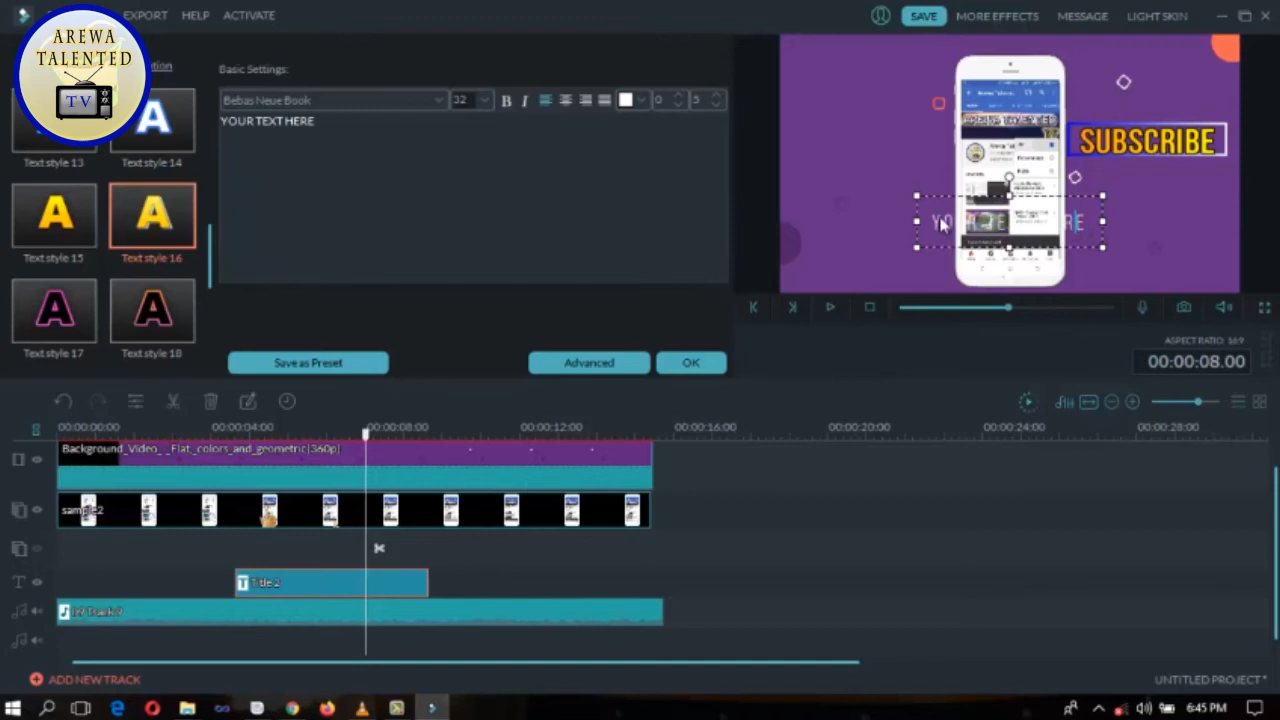 EXPORT HELP ACTIVATE
SAVE MORE EFFECTS MESSAGE LIGHT SKIN
AREWA
TALENTED
TV
Basic Settings:
Bebas Neue Book 32 B I 0 5
YOUR TEXT HERE
Text style 13
Text style 14
Text style 15
Text style 16
Text style 17
Text style 18
SUBSCRIBE
Save as Preset
Advanced
OK
ASPECT RATIO: 16:9
00:00:08.00
00:00:00:00 00:00:04:00 00:00:08:00 00:00:12:00 00:00:16:00 00:00:20:00 00:00:24:00 00:00:28:00
Background_Video_-_Flat_colors_and_geometric(360p)
sample2
T Title 2
09 Track 9
ADD NEW TRACK
UNTITLED PROJECT*
6:45 PM